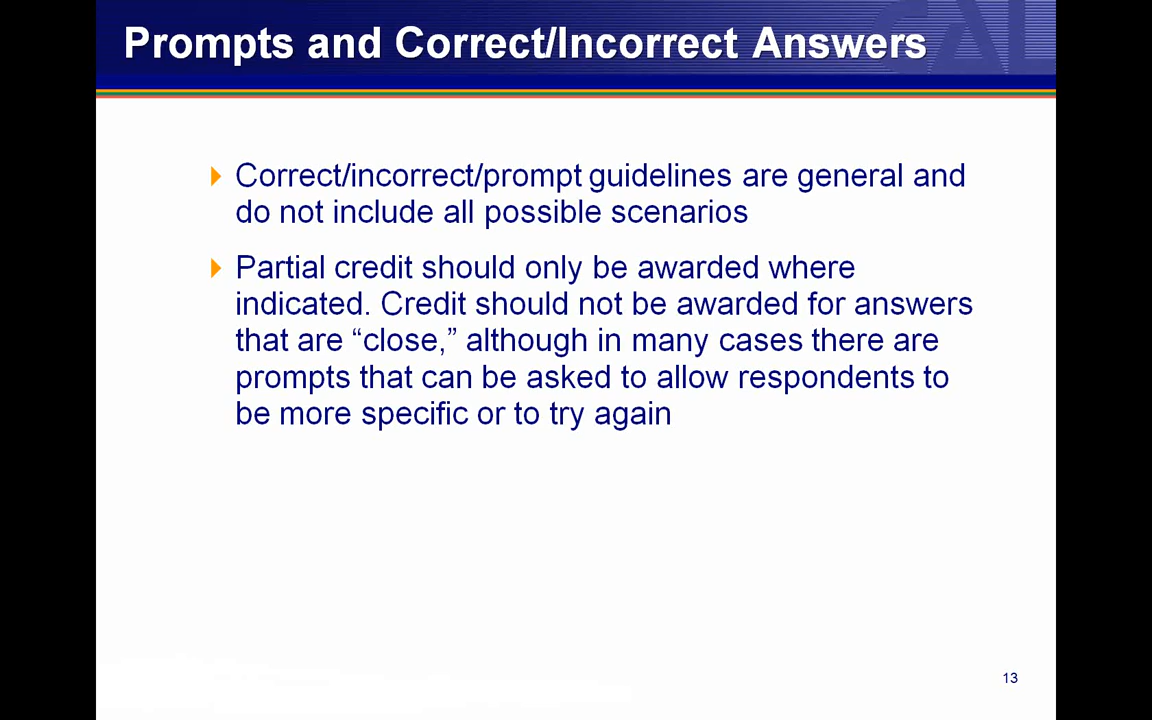 Prompts and Correct/Incorrect Answers
Correct/incorrect/prompt guidelines are general and
do not include all possible scenarios
Partial credit should only be awarded where
indicated. Credit should not be awarded for answers
that are “close,” although in many cases there are
prompts that can be asked to allow respondents to
be more specific or to try again
13